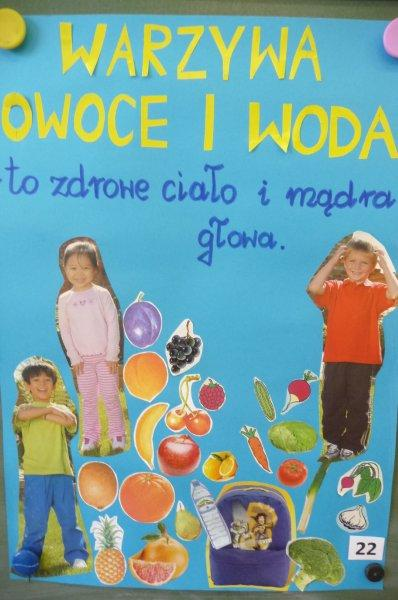 WARZYWA
OWOCE I WODA
to zdrowe ciało i mądra
głowa.
22